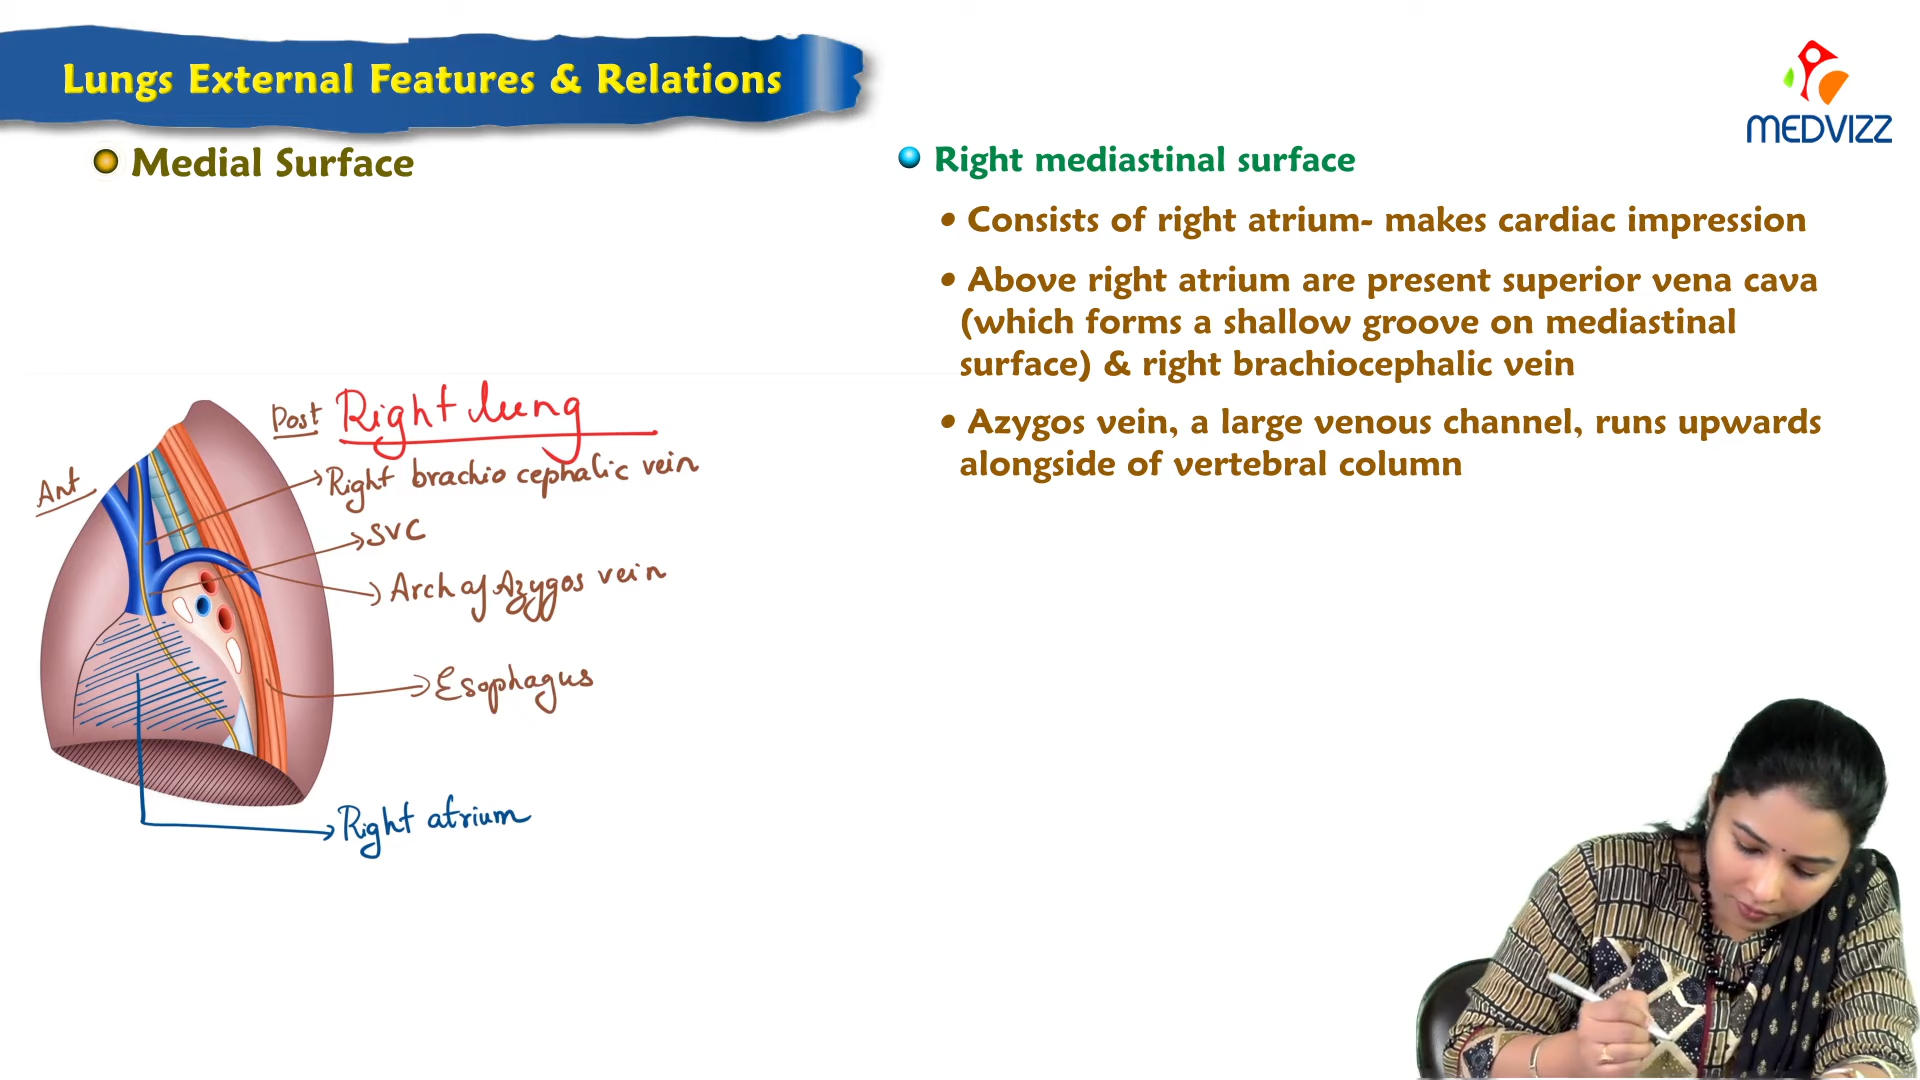 Lungs External Features & Relations
MEDVIZZ
Medial Surface
Right mediastinal surface
• Consists of right atrium- makes cardiac impression
• Above right atrium are present superior vena cava
(which forms a shallow groove on mediastinal
surface) & right brachiocephalic vein
• Azygos vein, a large venous channel, runs upwards
alongside of vertebral column
Post Right lung
Ant
Right brachio cephalic vein
SVC
Arch of Azygos vein
Esophagus
Right atrium